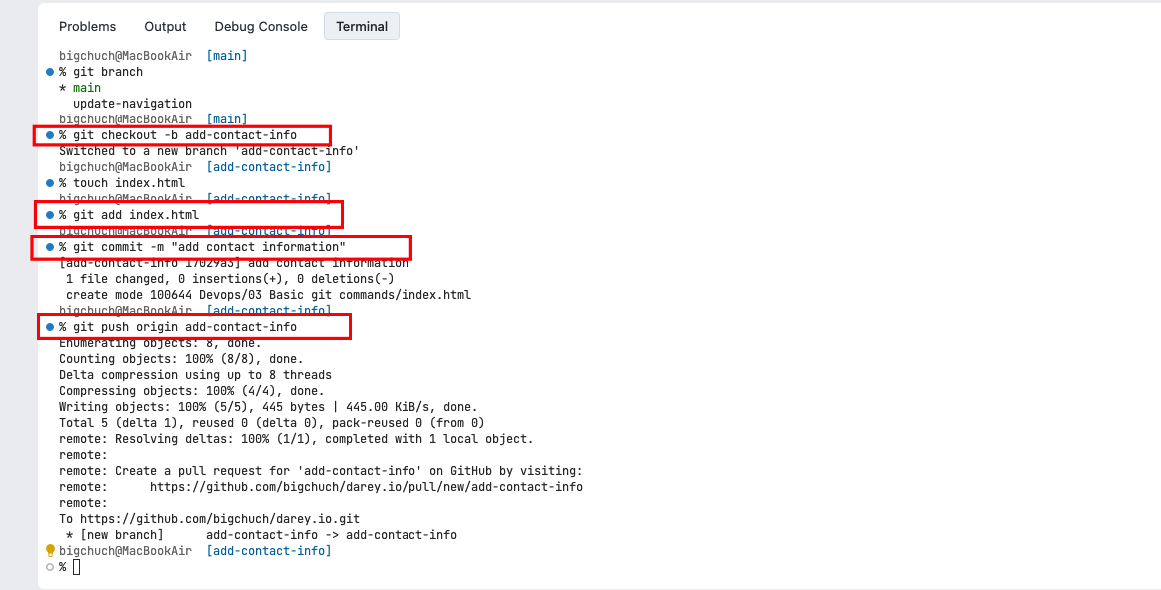 Problems Output Debug Console Terminal
bigchuch@MacBookAir [main]
% git branch
* main
update-navigation
bigchuch@MacBookAir [main]
% git checkout -b add-contact-info
Switched to a new branch 'add-contact-info'
bigchuch@MacBookAir [add-contact-info]
% touch index.html
bigchuch@MacBookAir [add-contact-info]
% git add index.html
bigchuch@MacBookAir [add-contact-info]
% git commit -m "add contact information"
[add-contact-info 17029a3] add contact information
1 file changed, 0 insertions(+), 0 deletions(-)
create mode 100644 Devops/03 Basic git commands/index.html
bigchuch@MacBookAir [add-contact-info]
% git push origin add-contact-info
Enumerating objects: 8, done.
Counting objects: 100% (8/8), done.
Delta compression using up to 8 threads
Compressing objects: 100% (4/4), done.
Writing objects: 100% (5/5), 445 bytes | 445.00 KiB/s, done.
Total 5 (delta 1), reused 0 (delta 0), pack-reused 0 (from 0)
remote: Resolving deltas: 100% (1/1), completed with 1 local object.
remote:
remote: Create a pull request for 'add-contact-info' on GitHub by visiting:
remote: https://github.com/bigchuch/darey.io/pull/new/add-contact-info
remote:
To https://github.com/bigchuch/darey.io.git
* [new branch] add-contact-info -> add-contact-info
bigchuch@MacBookAir [add-contact-info]
%